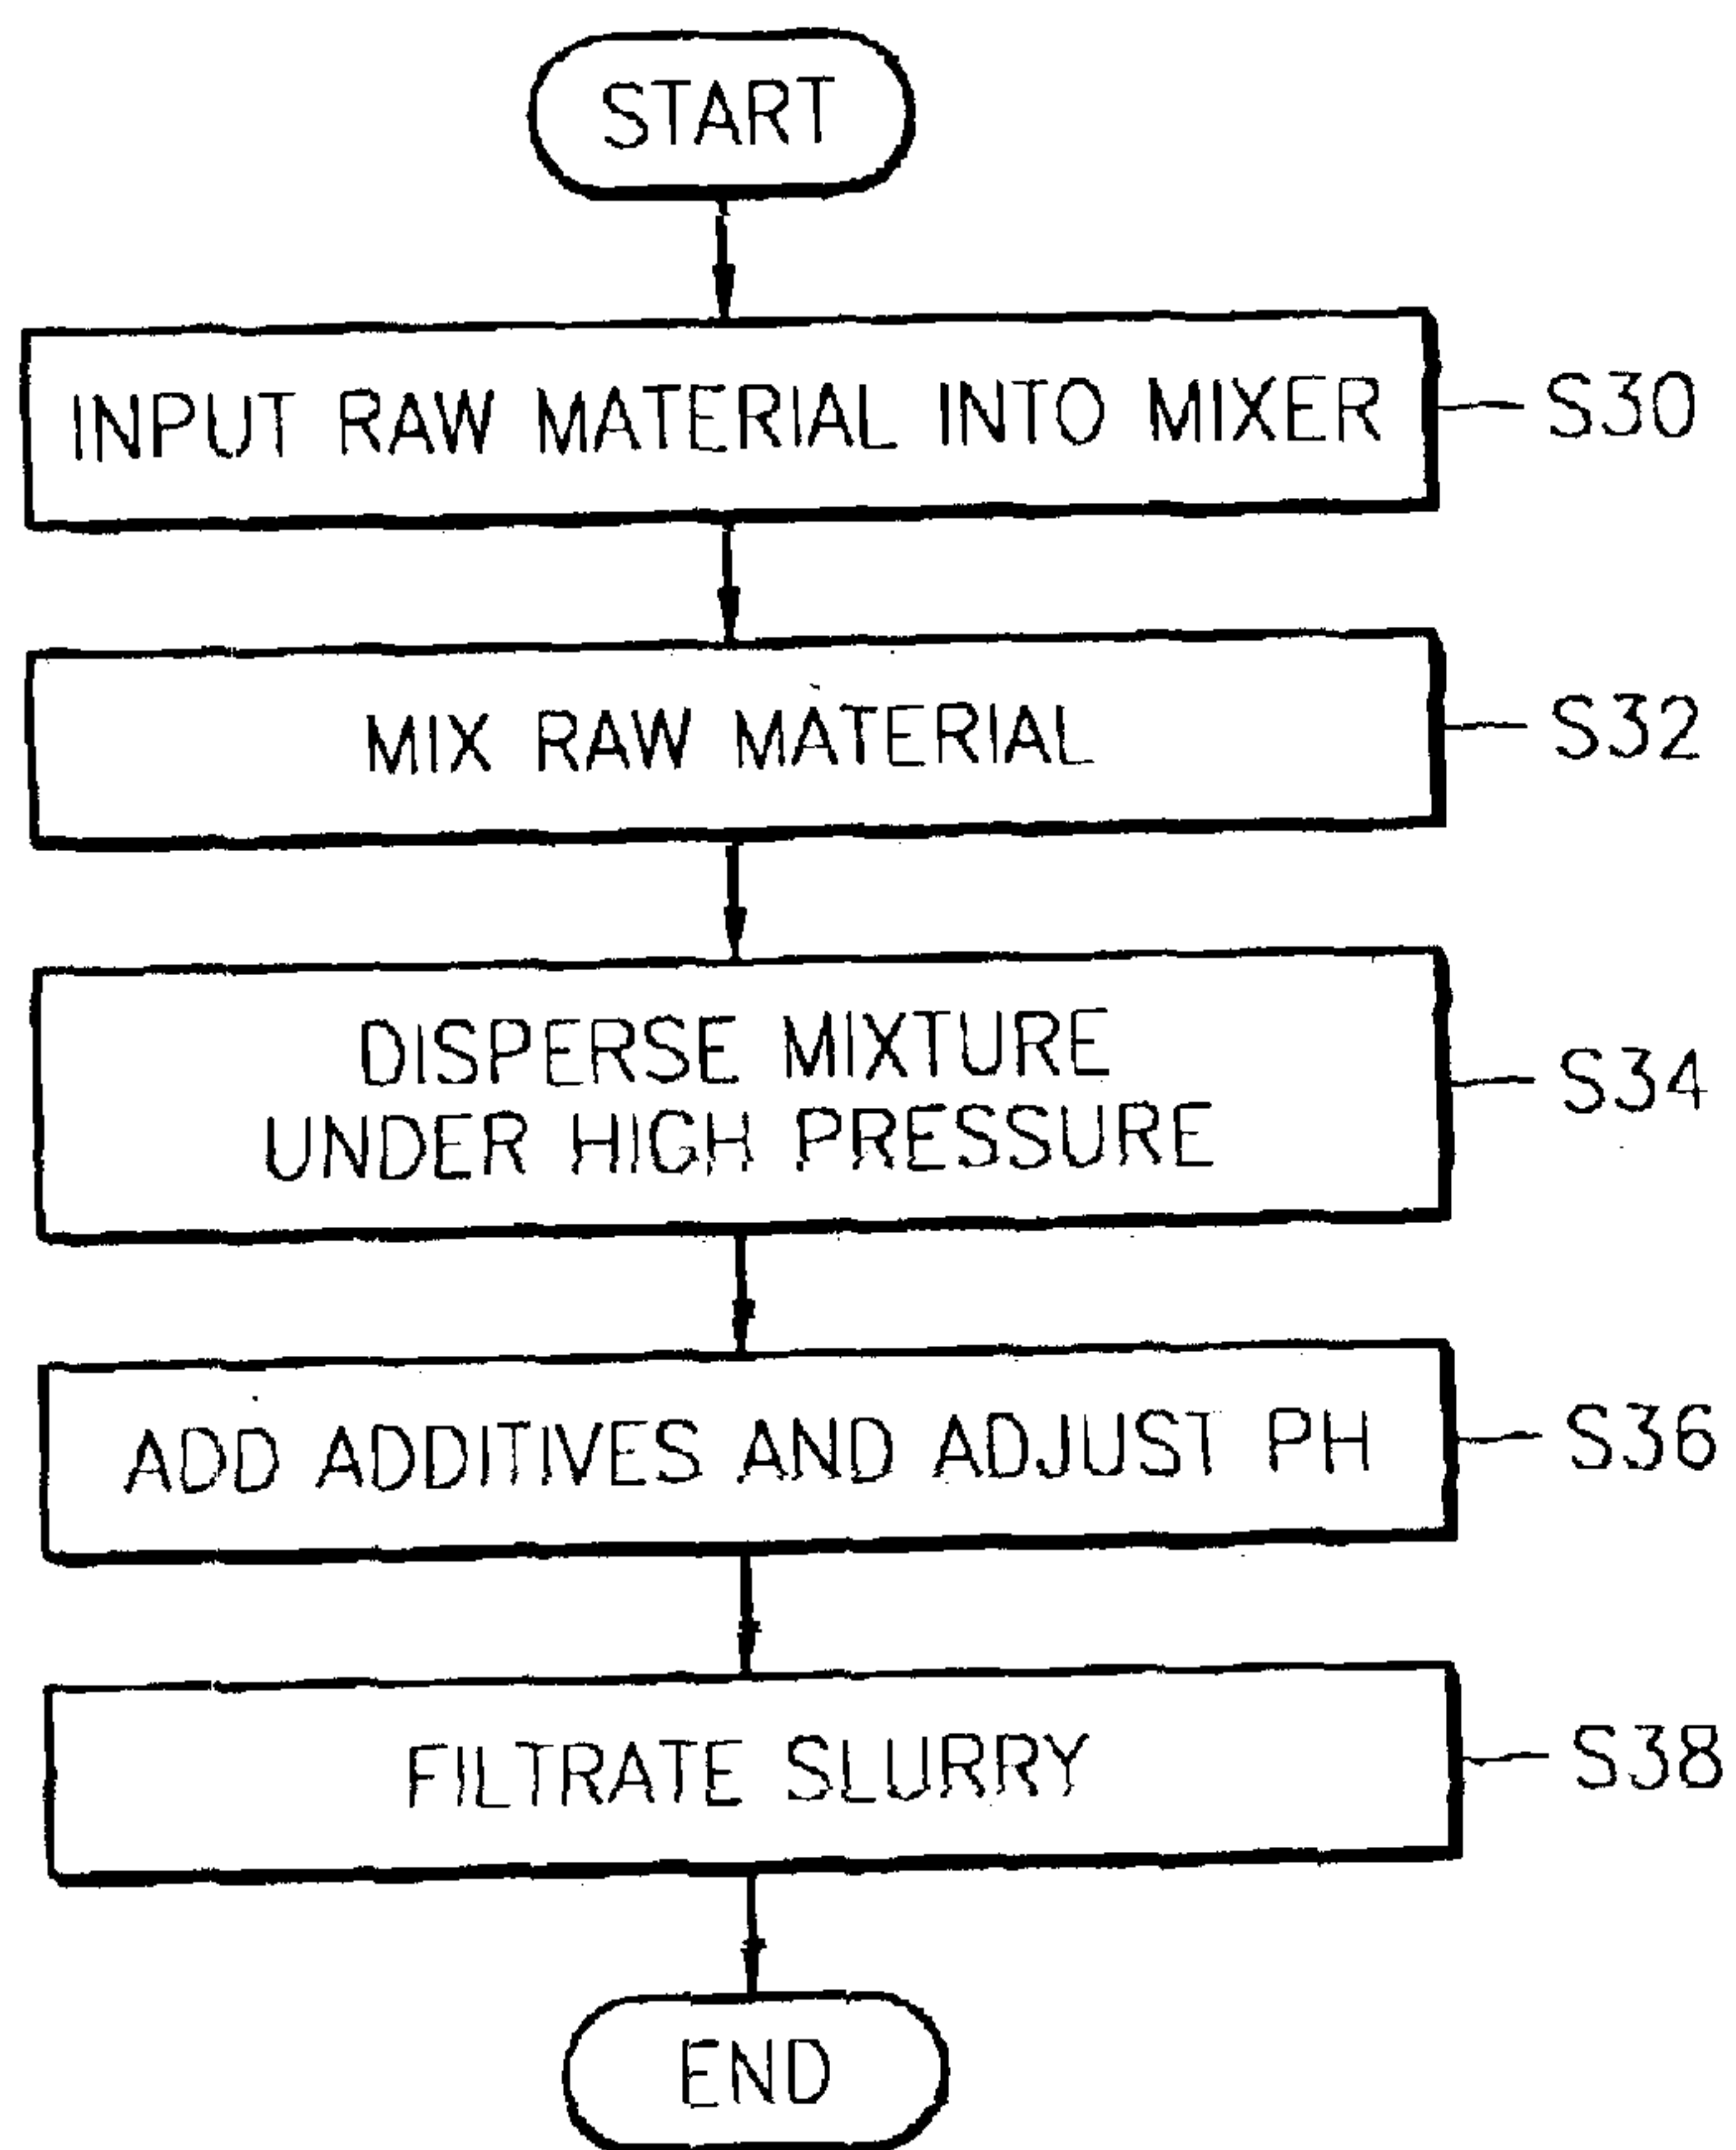 START
INPUT RAW MATERIAL INTO MIXER
S30
MIX RAW MATERIAL
S32
DISPERSE MIXTURE
UNDER HIGH PRESSURE
S34
ADD ADDITIVES AND ADJUST PH
S36
FILTRATE SLURRY
S38
END